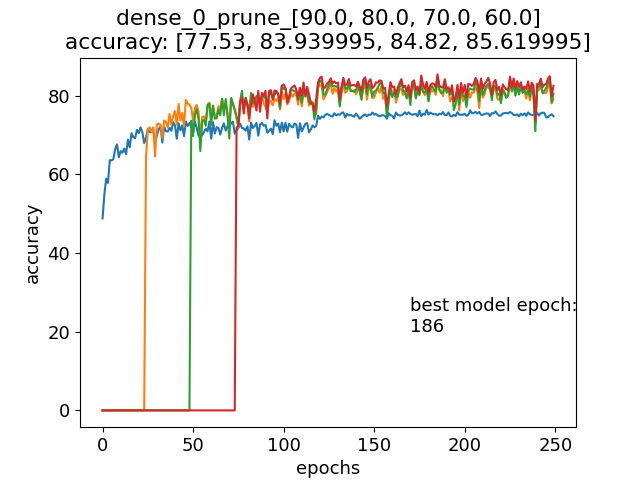 dense_0_prune_[90.0, 80.0, 70.0, 60.0]
accuracy: [77.53, 83.939995, 84.82, 85.619995]
80
60
40
20
0
accuracy
best model epoch:
186
0 50 100 150 200 250
epochs